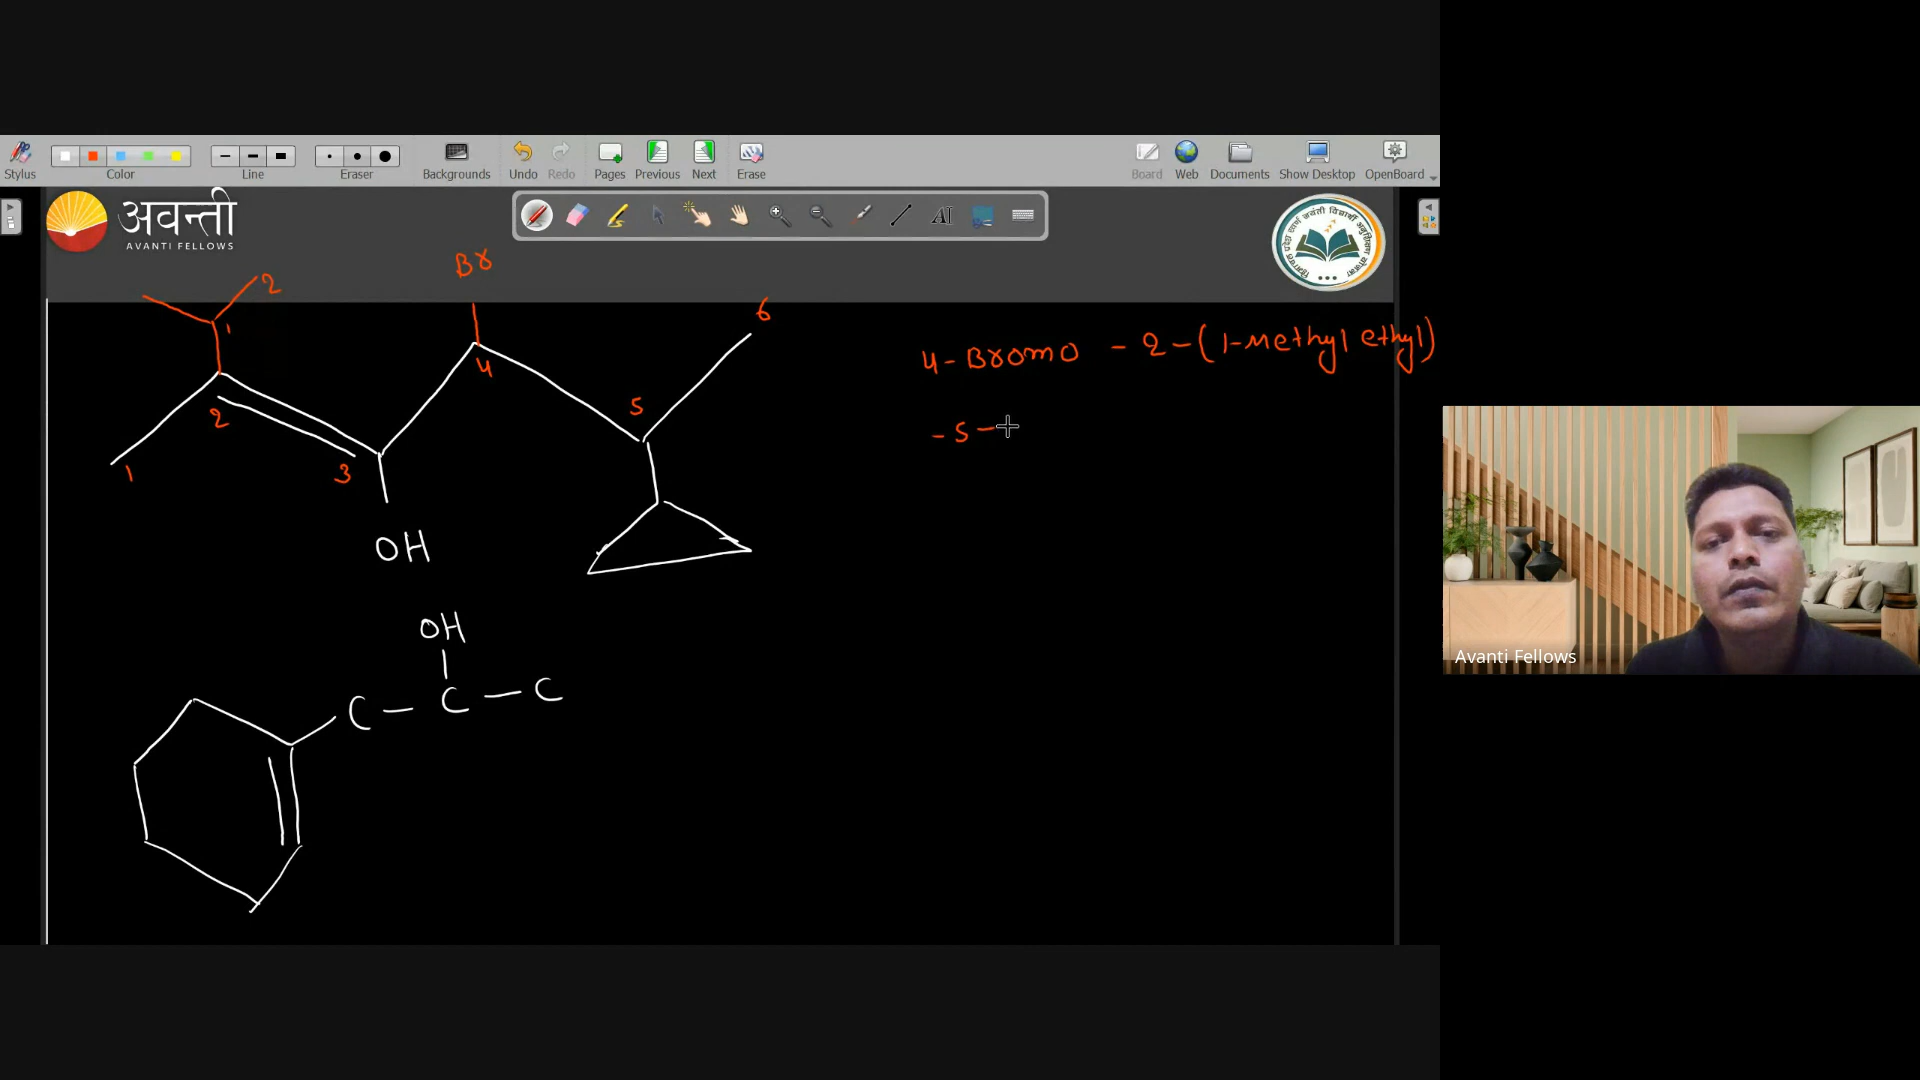 Stylus
Color
Line
Eraser
Backgrounds
Undo
Redo
Pages
Previous
Next
Erase
Board
Web
Documents
Show Desktop
OpenBoard
अवन्ती
AVANTI FELLOWS
Br
2
1
6
4
5
2
1
3
4-Bromo - 2-(1-Methyl ethyl)
-5-
OH
OH
C - C - C
Avanti Fellows